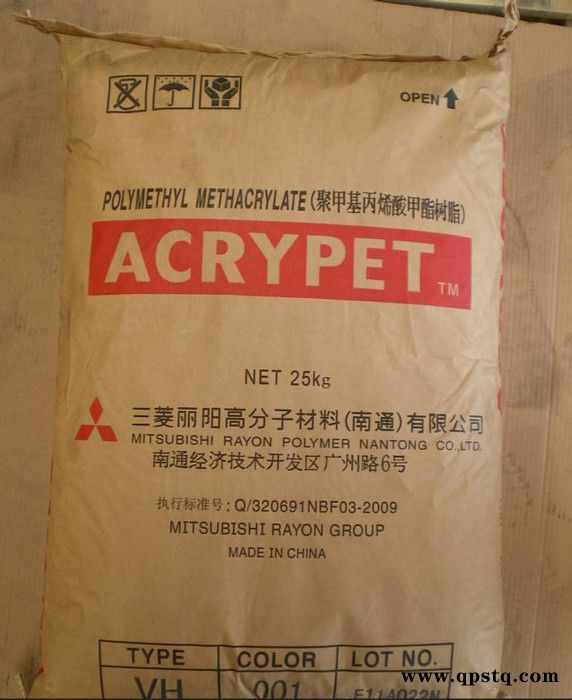 OPEN
POLYMETHYL METHACRYLATE(聚甲基丙烯酸甲酯树脂)
ACRYPET TM
NET 25kg
三菱丽阳高分子材料(南通)有限公司
MITSUBISHI RAYON POLYMER NANTONG CO.,LTD.
南通经济技术开发区广州路6号
执行标准号:Q/320691NBF03-2009
MITSUBISHI RAYON GROUP
MADE IN CHINA
TYPE COLOR LOT NO.
VH 001 E11A022N
www.qpstq.com